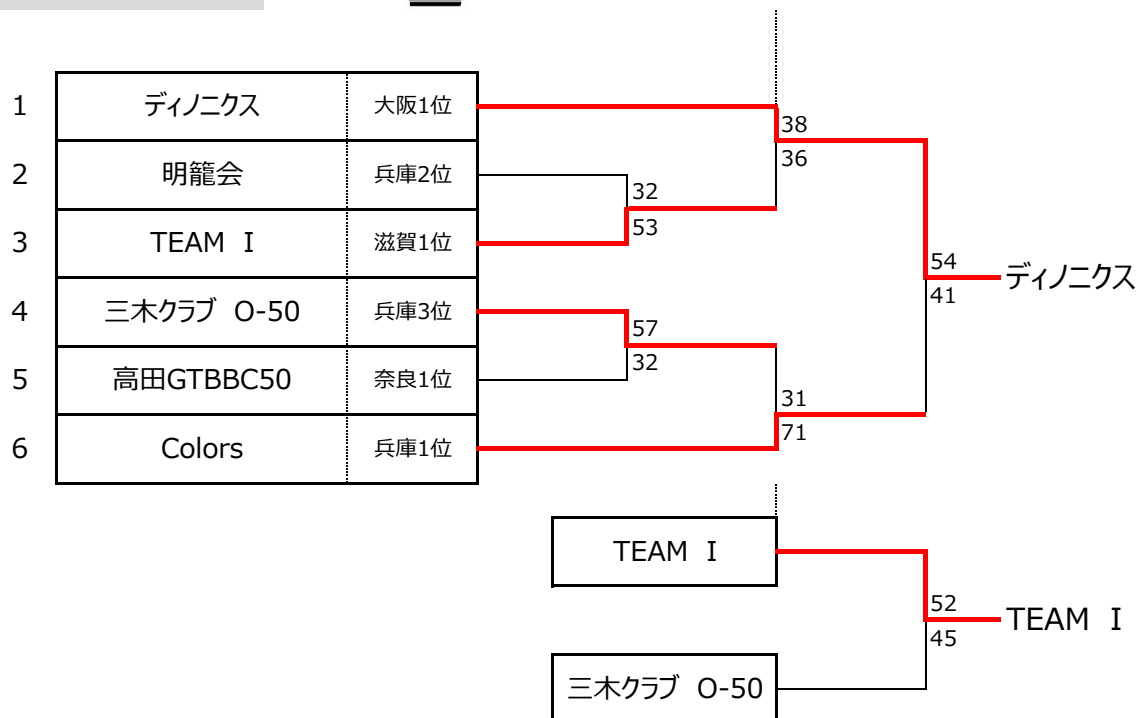 1 ディノニクス 大阪1位
2 明籠会 兵庫2位
3 TEAM I 滋賀1位
4 三木クラブ O-50 兵庫3位
5 高田GTBBC50 奈良1位
6 Colors 兵庫1位
38
36
32
53
54
41
ディノニクス
57
32
31
71
TEAM I
52
45
TEAM I
三木クラブ O-50